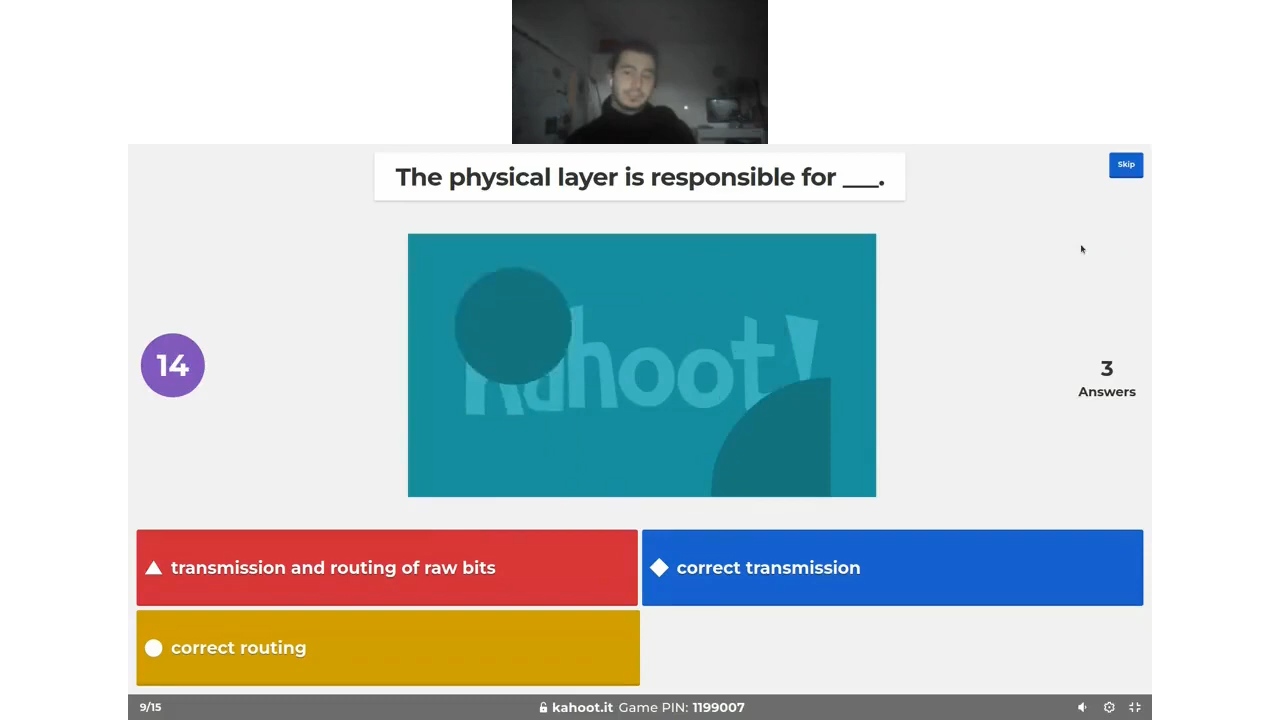 The physical layer is responsible for ___.
Skip
Kahoot!
14
3
Answers
transmission and routing of raw bits
correct transmission
correct routing
9/15
kahoot.it Game PIN: 1199007